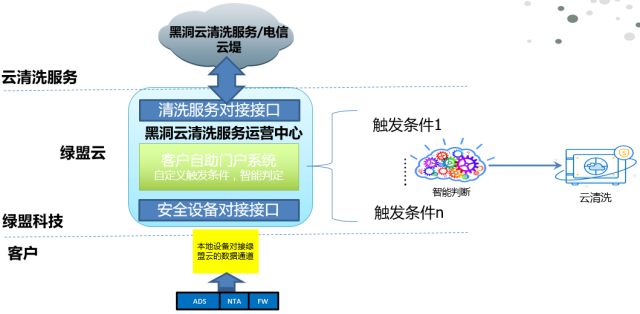 黑洞云清洗服务/电信
云堤
云清洗服务
清洗服务对接接口
黑洞云清洗服务运营中心
绿盟云
客户自助门户系统
自定义触发条件，智能判定
安全设备对接接口
绿盟科技
客户
本地设备对接绿
盟云的数据通道
ADS
NTA
FW
触发条件1
智能判断
触发条件n
云清洗